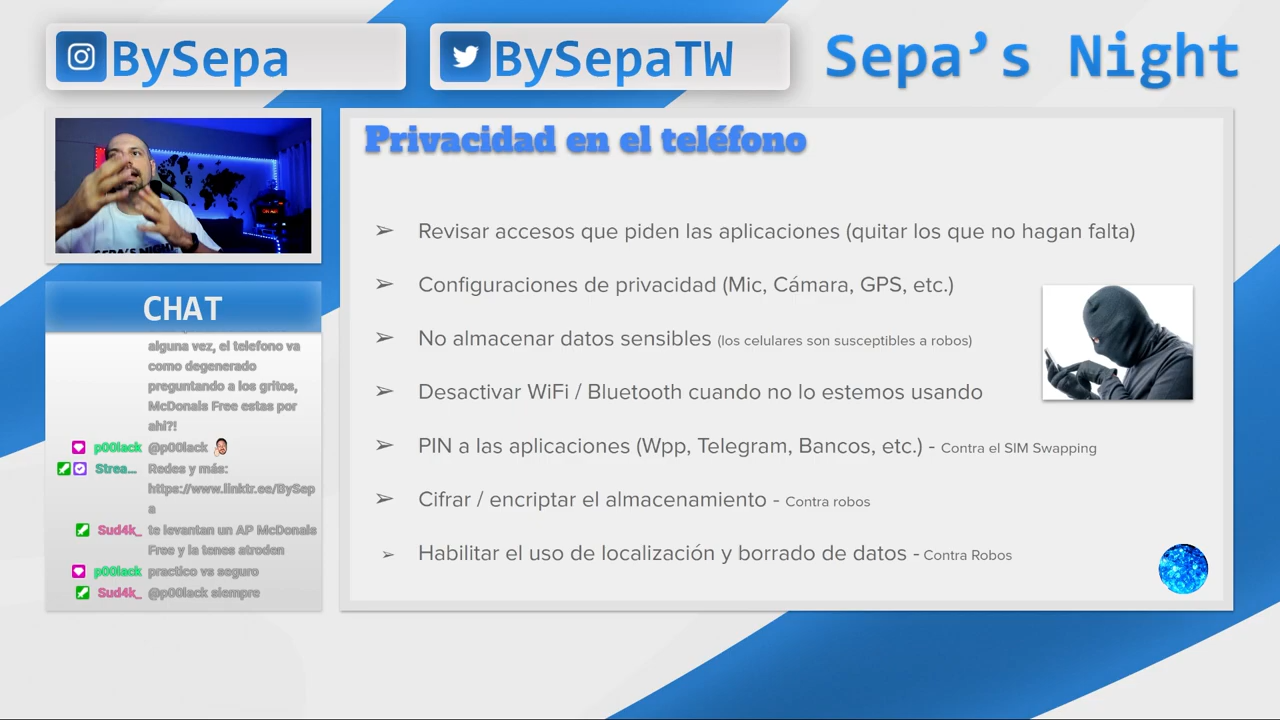 BySepa
BySepaTW
Sepa’s Night
SEPA'S NIGHT
CHAT
alguna vez, el telefono va
como degenerado
preguntando a los gritos,
McDonals Free estas por
ahi?!
p00lack @p00lack
Strea... Redes y más:
https://www.linktr.ee/BySep
a
Sud4k_ te levantan un AP McDonals
Free y la tenes atroden
p00lack practico vs seguro
Sud4k_ @p00lack siempre
Privacidad en el teléfono
➢ Revisar accesos que piden las aplicaciones (quitar los que no hagan falta)
➢ Configuraciones de privacidad (Mic, Cámara, GPS, etc.)
➢ No almacenar datos sensibles (los celulares son susceptibles a robos)
➢ Desactivar WiFi / Bluetooth cuando no lo estemos usando
➢ PIN a las aplicaciones (Wpp, Telegram, Bancos, etc.) - Contra el SIM Swapping
➢ Cifrar / encriptar el almacenamiento - Contra robos
➢ Habilitar el uso de localización y borrado de datos - Contra Robos